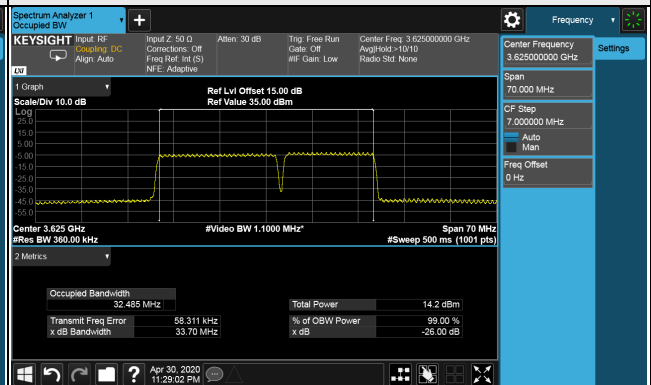 Spectrum Analyzer 1
Occupied BW
Frequency
KEYSIGHT
Input: RF
Coupling: DC
Align: Auto
Input Z: 50 Ω
Corrections: Off
Freq Ref: Int (S)
NFE: Adaptive
Atten: 30 dB
Trig: Free Run
Gate: Off
#IF Gain: Low
Center Freq: 3.625000000 GHz
Avg|Hold:>10/10
Radio Std: None
LXI
Center Frequency
3.625000000 GHz
Settings
Span
70.000 MHz
CF Step
7.000000 MHz
Auto
Man
Freq Offset
0 Hz
1 Graph
Scale/Div 10.0 dB
Ref Lvl Offset 15.00 dB
Ref Value 35.00 dBm
Log
25.0
15.0
5.00
-5.00
-15.0
-25.0
-35.0
-45.0
-55.0
Center 3.625 GHz
#Res BW 360.00 kHz
#Video BW 1.1000 MHz*
Span 70 MHz
#Sweep 500 ms (1001 pts)
2 Metrics
Occupied Bandwidth
32.485 MHz
Total Power 14.2 dBm
Transmit Freq Error 58.311 kHz
% of OBW Power 99.00 %
x dB Bandwidth 33.70 MHz
x dB -26.00 dB
?
Apr 30, 2020
11:29:02 PM